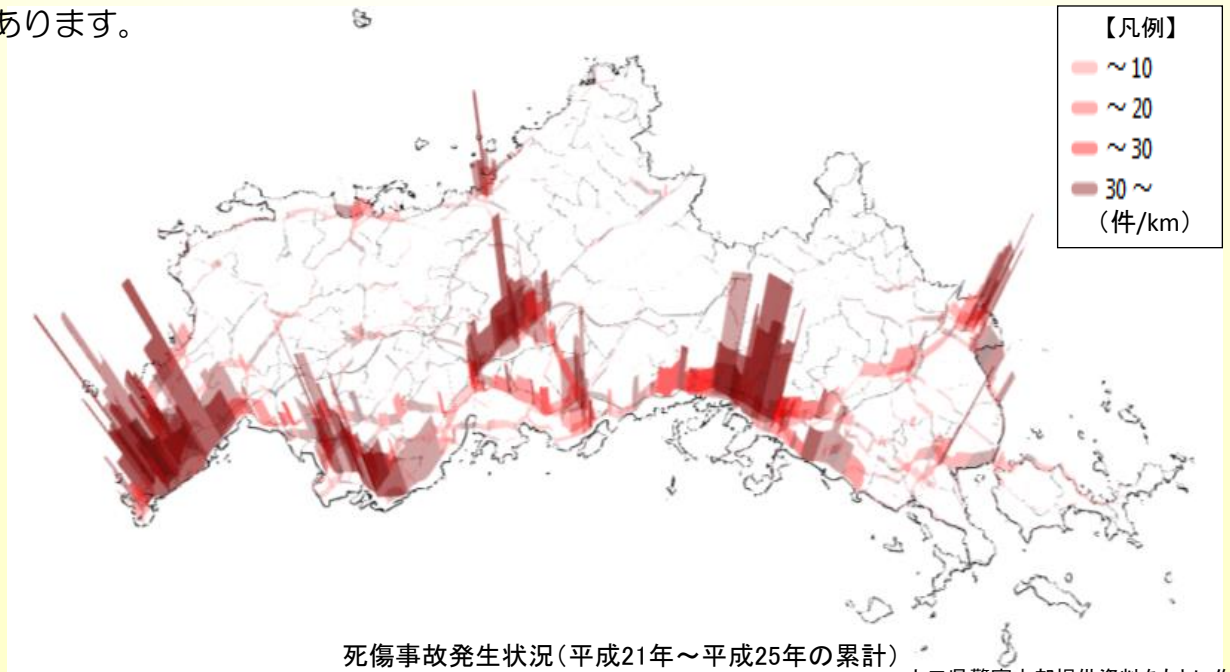 あります。
【凡例】
～10
～20
～30
30～
（件/km）
死傷事故発生状況（平成21年～平成25年の累計）